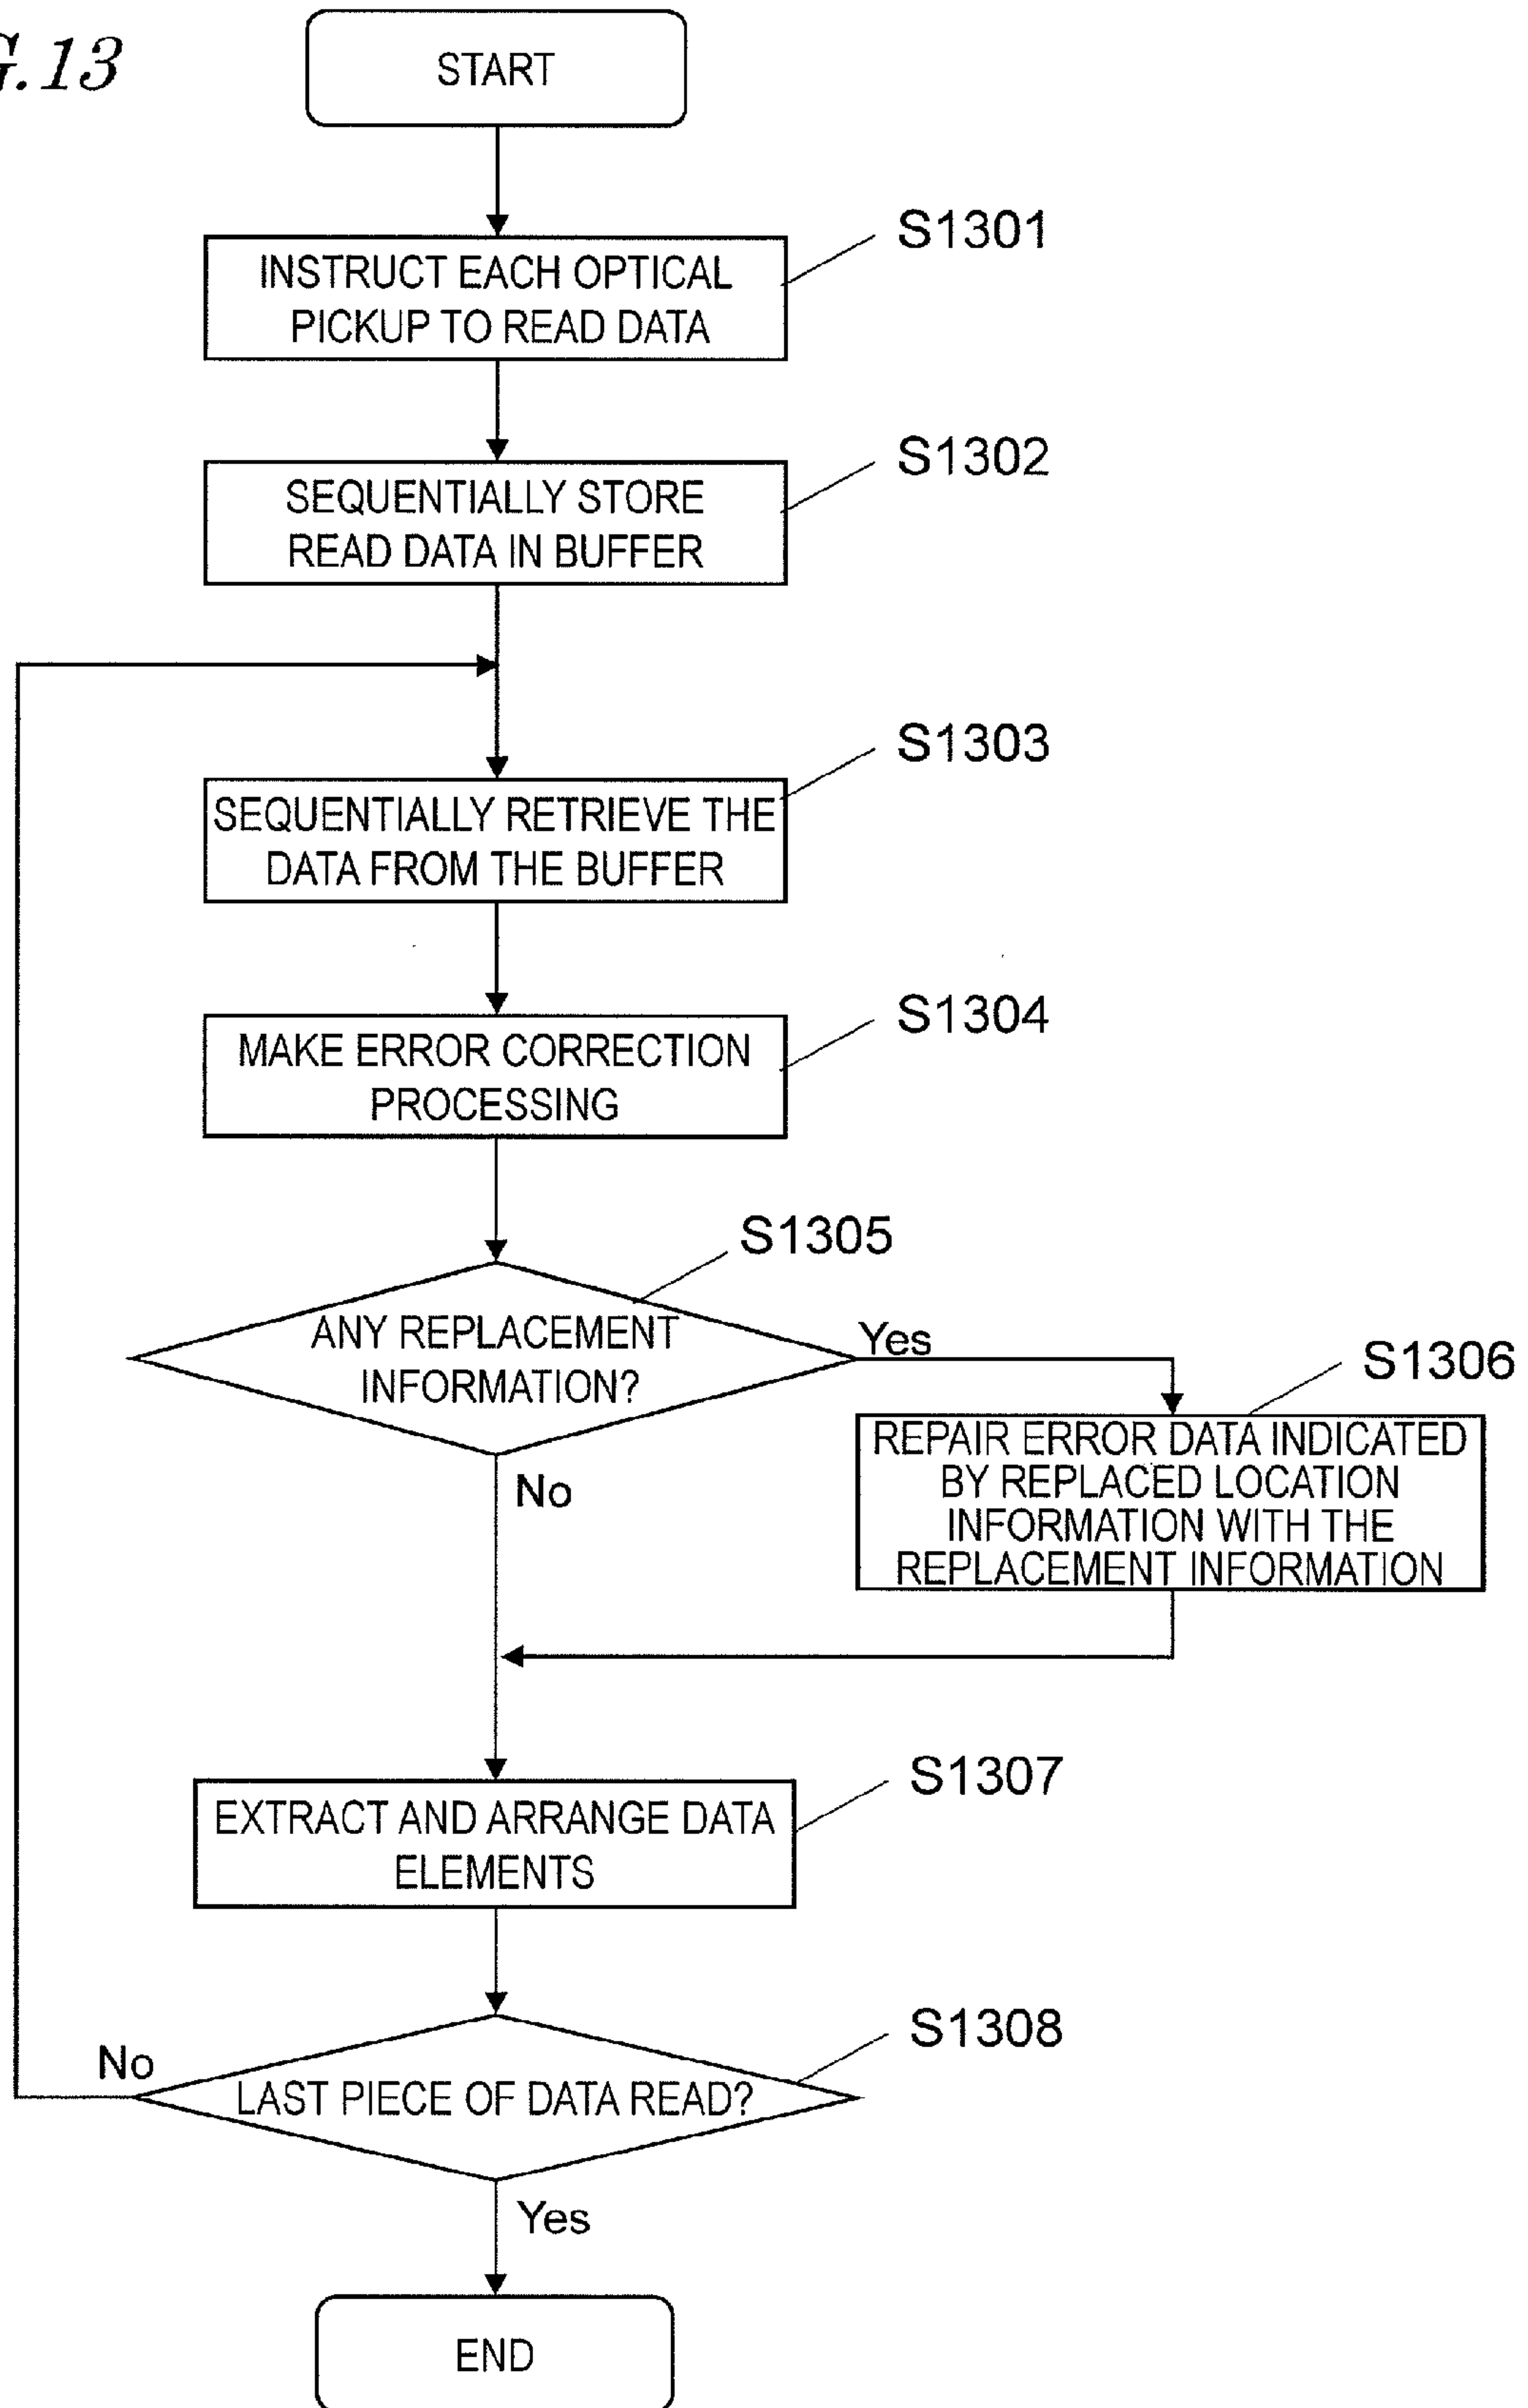 G.13
START
S1301
INSTRUCT EACH OPTICAL
PICKUP TO READ DATA
S1302
SEQUENTIALLY STORE
READ DATA IN BUFFER
S1303
SEQUENTIALLY RETRIEVE THE
DATA FROM THE BUFFER
S1304
MAKE ERROR CORRECTION
PROCESSING
S1305
ANY REPLACEMENT
INFORMATION?
Yes
No
S1306
REPAIR ERROR DATA INDICATED
BY REPLACED LOCATION
INFORMATION WITH THE
REPLACEMENT INFORMATION
S1307
EXTRACT AND ARRANGE DATA
ELEMENTS
S1308
No
LAST PIECE OF DATA READ?
Yes
END